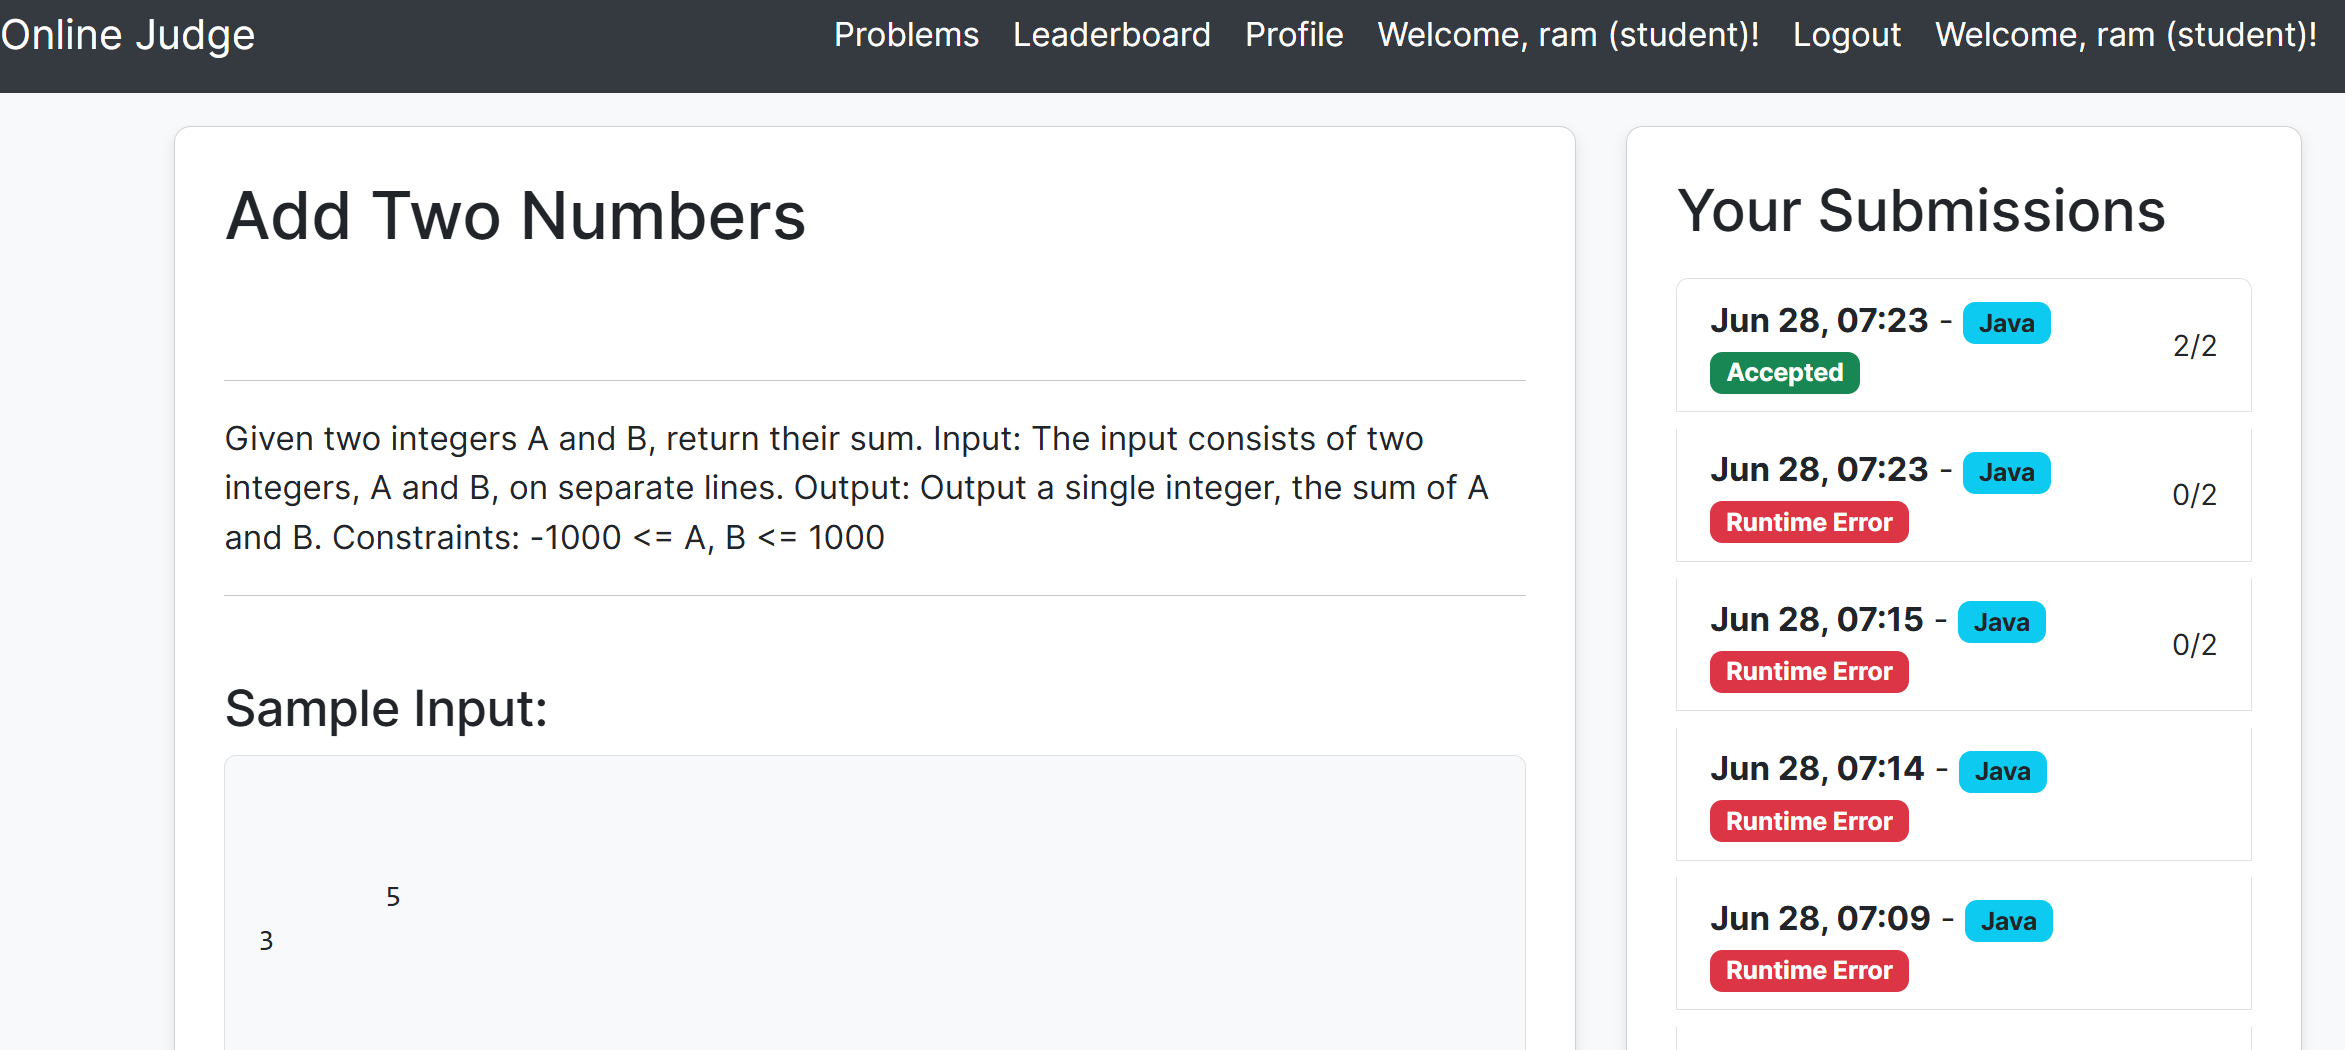 Online Judge
Problems Leaderboard Profile Welcome, ram (student)! Logout Welcome, ram (student)!
Add Two Numbers
Given two integers A and B, return their sum. Input: The input consists of two
integers, A and B, on separate lines. Output: Output a single integer, the sum of A
and B. Constraints: -1000 <= A, B <= 1000
Sample Input:
5
3
Your Submissions
Jun 28, 07:23 - Java
Accepted
2/2
Jun 28, 07:23 - Java
Runtime Error
0/2
Jun 28, 07:15 - Java
Runtime Error
0/2
Jun 28, 07:14 - Java
Runtime Error
Jun 28, 07:09 - Java
Runtime Error